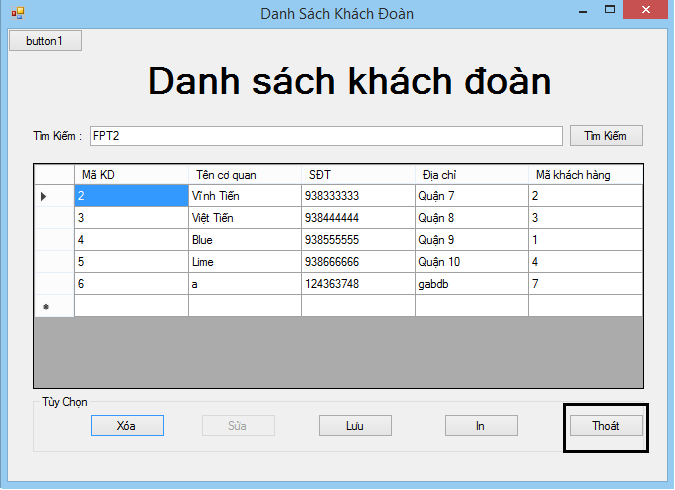 Danh Sách Khách Đoàn
button1
Danh sách khách đoàn
Tìm Kiếm : FPT2 Tìm Kiếm
Mã KD Tên cơ quan SĐT Địa chỉ Mã khách hàng
2 Vĩnh Tiến 938333333 Quận 7 2
3 Việt Tiến 938444444 Quận 8 3
4 Blue 938555555 Quận 9 1
5 Lime 938666666 Quận 10 4
6 a 124363748 gabdb 7
Tùy Chọn
Xóa Sửa Lưu In Thoát